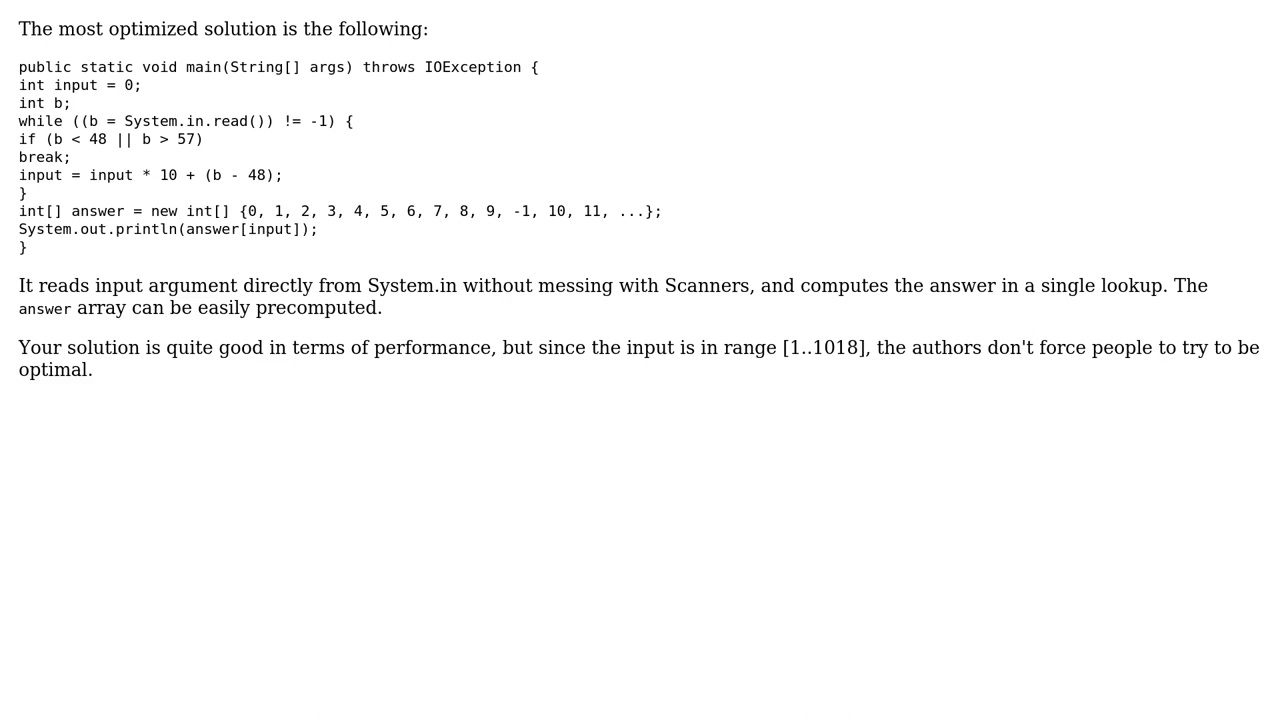 The most optimized solution is the following:
public static void main(String[] args) throws IOException {
int input = 0;
int b;
while ((b = System.in.read()) != -1) {
if (b < 48 || b > 57)
break;
input = input * 10 + (b - 48);
}
int[] answer = new int[] {0, 1, 2, 3, 4, 5, 6, 7, 8, 9, -1, 10, 11, ...};
System.out.println(answer[input]);
}
It reads input argument directly from System.in without messing with Scanners, and computes the answer in a single lookup. The
answer array can be easily precomputed.
Your solution is quite good in terms of performance, but since the input is in range [1..1018], the authors don't force people to try to be
optimal.